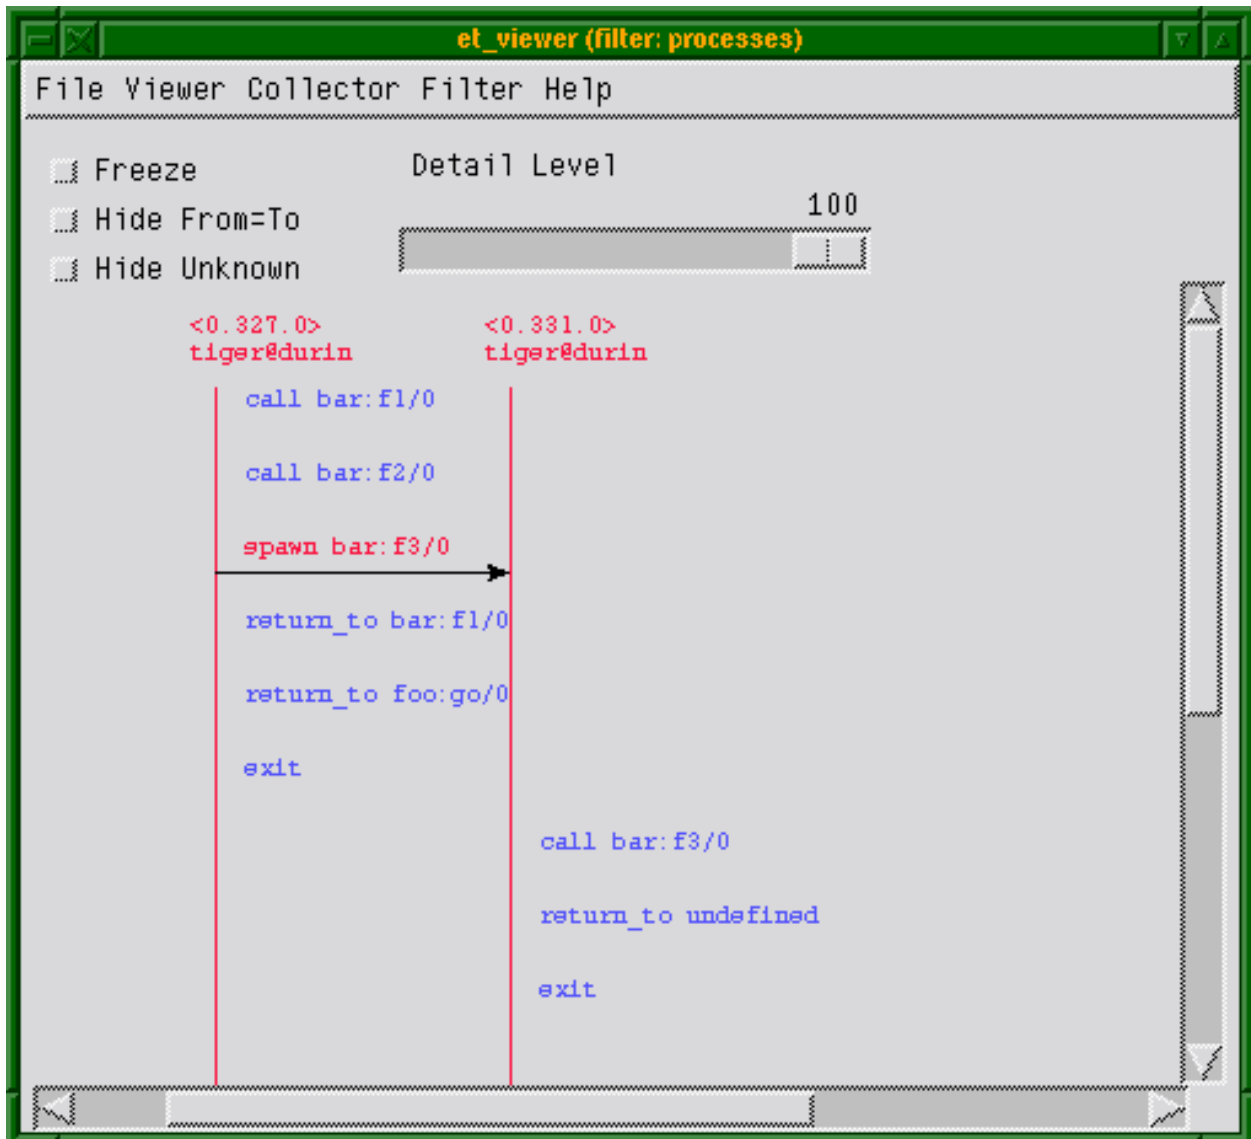 et_viewer (filter: processes)
File Viewer Collector Filter Help
Freeze
Detail Level
Hide From=To
100
Hide Unknown
<0.327.0> <0.331.0>
tiger@durin tiger@durin
call bar:f1/0
call bar:f2/0
spawn bar:f3/0
return_to bar:f1/0
return_to foo:go/0
exit
call bar:f3/0
return_to undefined
exit